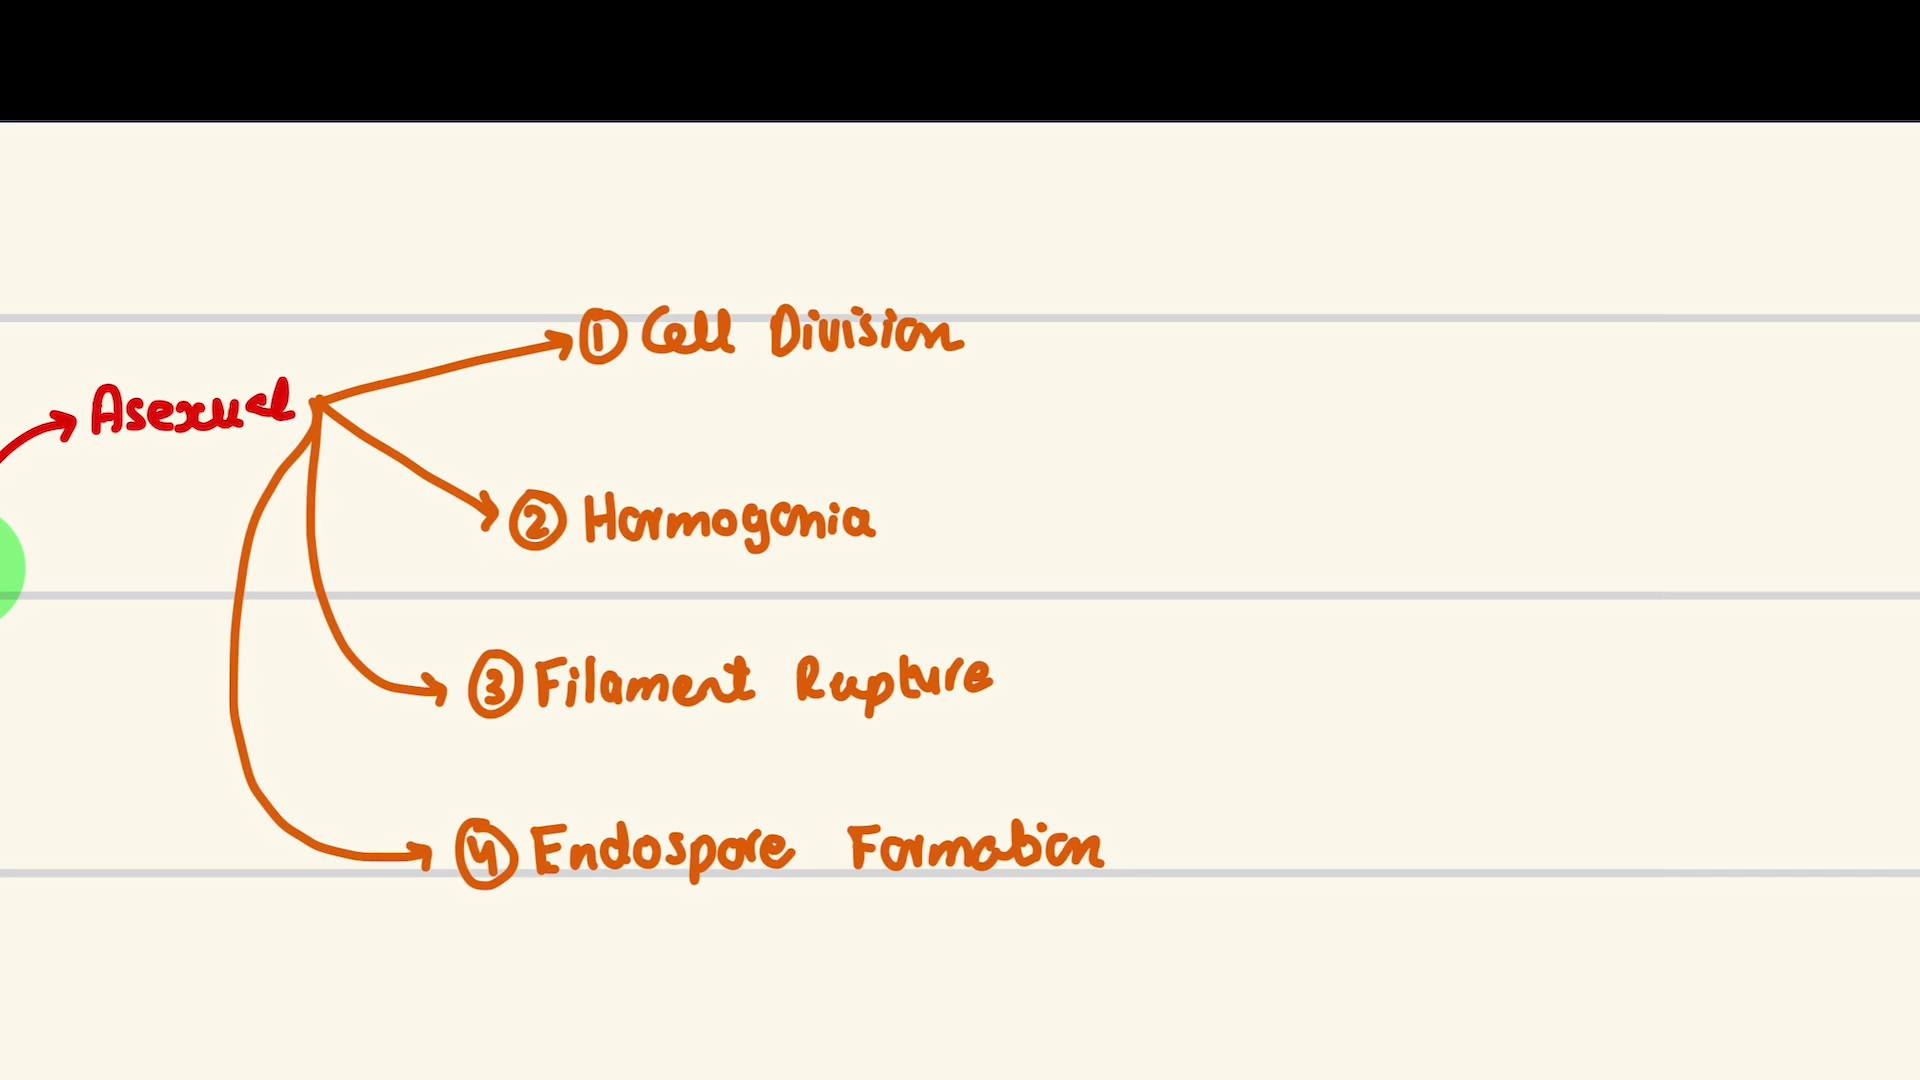 Asexual
① Cell Division
② Hormogonia
③ Filament Rupture
④ Endospore Formation